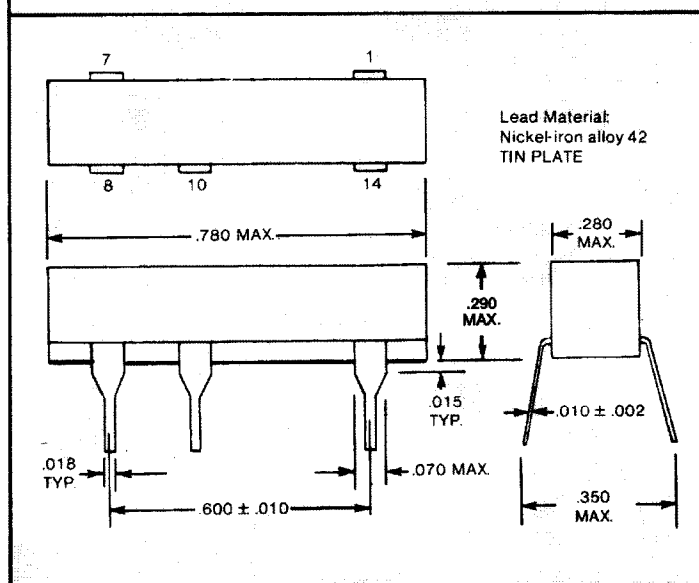 7
1
Lead Material:
Nickel-iron alloy 42
TIN PLATE
8
10
14
.780 MAX.
.280
MAX.
.290
MAX.
.015
TYP.
.010 ± .002
.018
TYP.
.070 MAX.
.600 ± .010
.350
MAX.